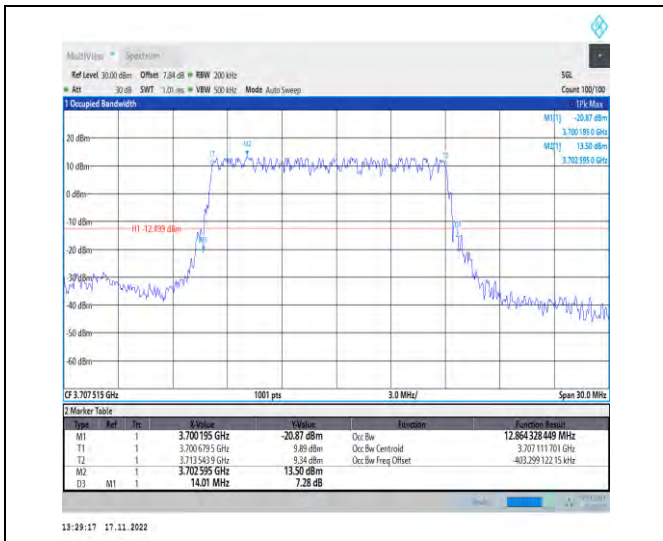 MultiView Spectrum
Ref Level 30.00 dBm Offset 7.84 dB RBW 200 kHz SGL
Att 30 dB SWT 1.01 ms VBW 500 kHz Mode Auto Sweep Count 100/100
1 Occupied Bandwidth 1Pk Max
M1[1] -20.87 dBm
3.700 195 0 GHz
M2[1] 13.50 dBm
3.702 595 0 GHz
20 dBm
M2
T1
10 dBm
0 dBm
-10 dBm
H1 -12.499 dBm
-20 dBm
-30 dBm
-40 dBm
-50 dBm
-60 dBm
CF 3.707 515 GHz 1001 pts 3.0 MHz/ Span 30.0 MHz
2 Marker Table
Type Ref Trc X-Value Y-Value Function Function Result
M1 1 3.700195 GHz -20.87 dBm Occ Bw 12.864 328 449 MHz
T1 1 3.700 679 5 GHz 9.89 dBm Occ Bw Centroid 3.707 111 701 GHz
T2 1 3.713 543 9 GHz 9.34 dBm Occ Bw Freq Offset -403.299 122 15 kHz
M2 1 3.702 595 GHz 13.50 dBm
D3 M1 1 14.01 MHz 7.28 dB
13:29:17 17.11.2022